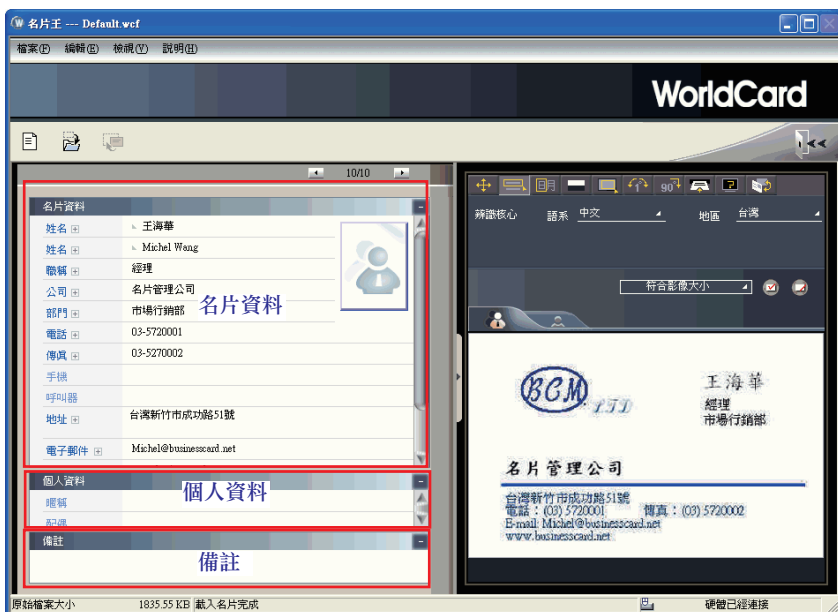 名片王 --- Default.wcf
檔案(F) 編輯(E) 檢視(V) 說明(H)
WorldCard
10/10
名片資料
姓名 王海華
姓名 Michel Wang
職稱 經理
公司 名片管理公司
部門 市場行銷部
名片資料
電話 03-5720001
傳真 03-5270002
手機
呼叫器
地址 台灣新竹市成功路51號
電子郵件 Michel@businesscard.net
個人資料
個人資料
暱稱
配偶
備註
備註
辨識核心 語系 中文 地區 台灣
符合影像大小
BCM LTD
王海華
經理
市場行銷部
名片管理公司
台灣新竹市成功路51號
電話：(03) 5720001 傳真：(03) 5720002
E-mail: Michel@businesscard.net
www.businesscard.net
原始檔案大小 1835.55 KB 載入名片完成 硬體已經連接